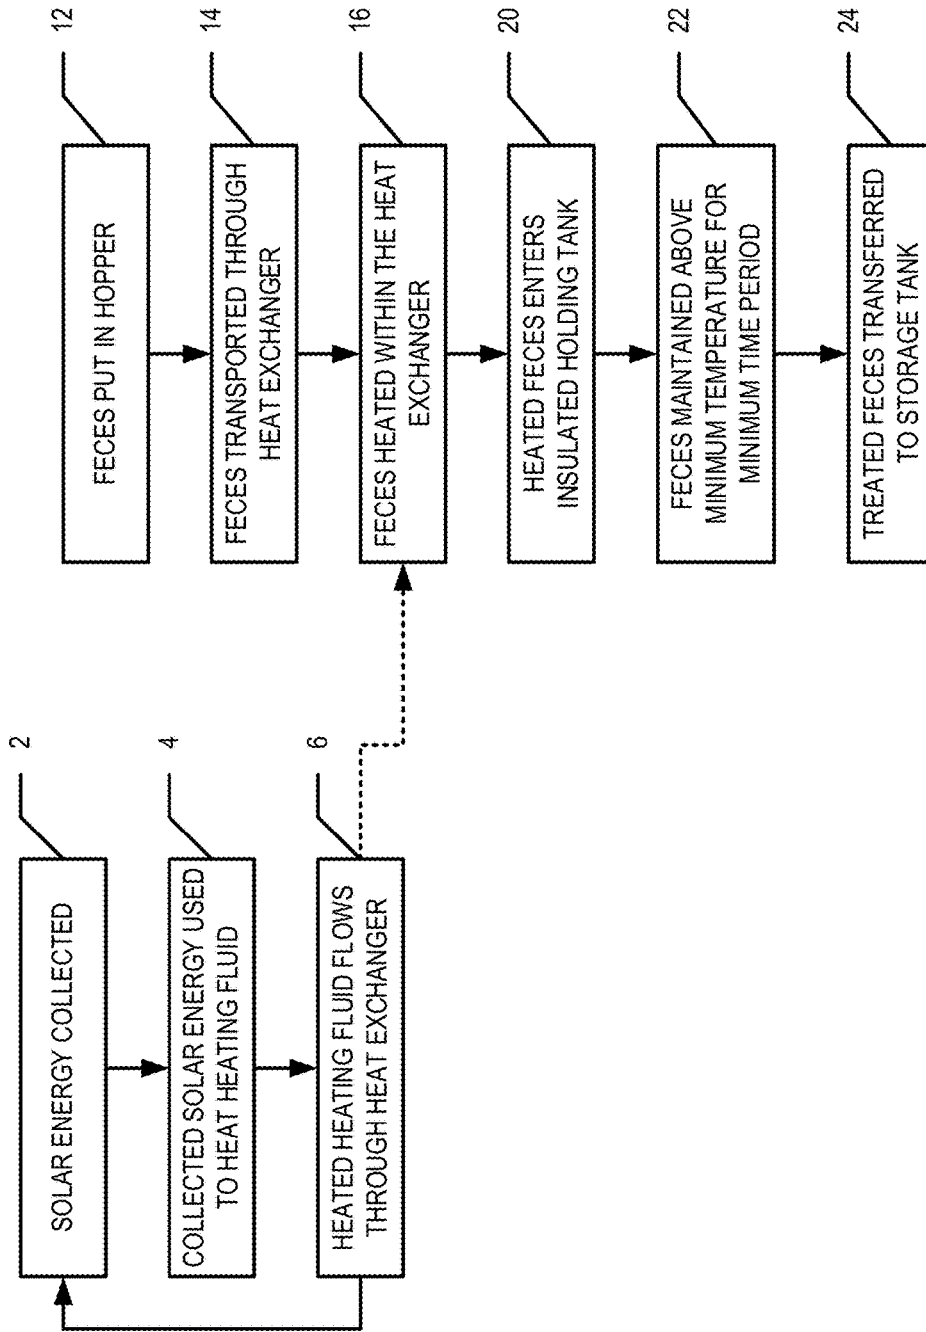 SOLAR ENERGY COLLECTED
2
COLLECTED SOLAR ENERGY USED
TO HEAT HEATING FLUID
4
HEATED HEATING FLUID FLOWS
THROUGH HEAT EXCHANGER
6
FECES PUT IN HOPPER
12
FECES TRANSPORTED THROUGH
HEAT EXCHANGER
14
FECES HEATED WITHIN THE HEAT
EXCHANGER
16
HEATED FECES ENTERS
INSULATED HOLDING TANK
20
FECES MAINTAINED ABOVE
MINIMUM TEMPERATURE FOR
MINIMUM TIME PERIOD
22
TREATED FECES TRANSFERRED
TO STORAGE TANK
24